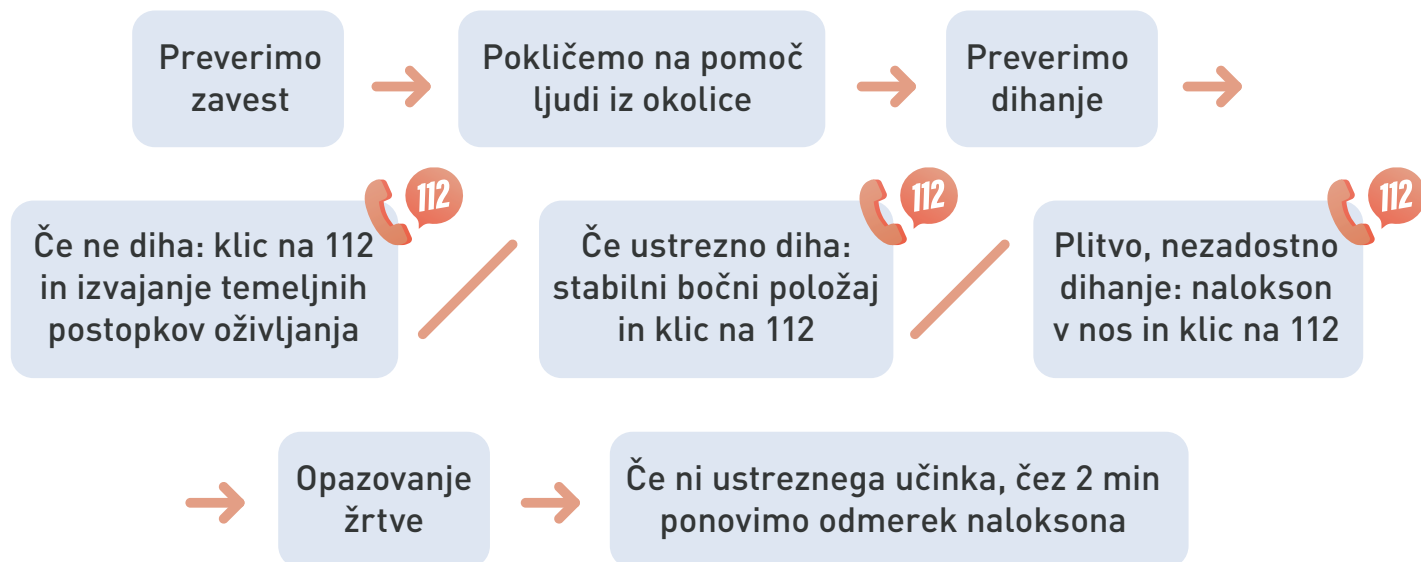 Preverimo
zavest
Pokličemo na pomoč
ljudi iz okolice
Preverimo
dihanje
112
Če ne diha: klic na 112
in izvajanje temeljnih
postopkov oživljanja
112
Če ustrezno diha:
stabilni bočni položaj
in klic na 112
112
Plitvo, nezadostno
dihanje: nalokson
v nos in klic na 112
Opazovanje
žrtve
Če ni ustreznega učinka, čez 2 min
ponovimo odmerek naloksona